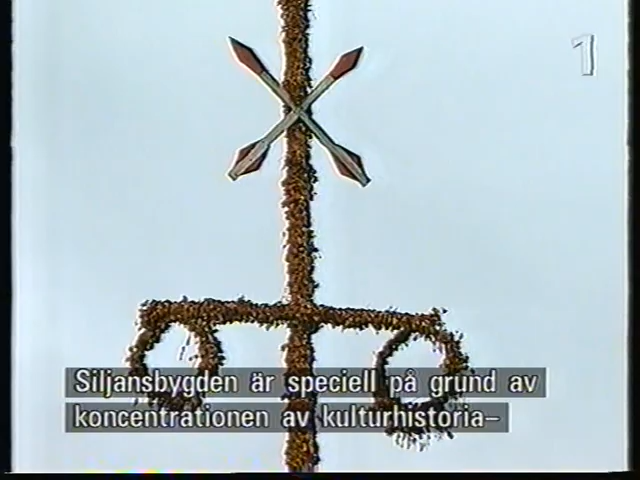 1
Siljansbygden är speciell på grund av
koncentrationen av kulturhistoria–